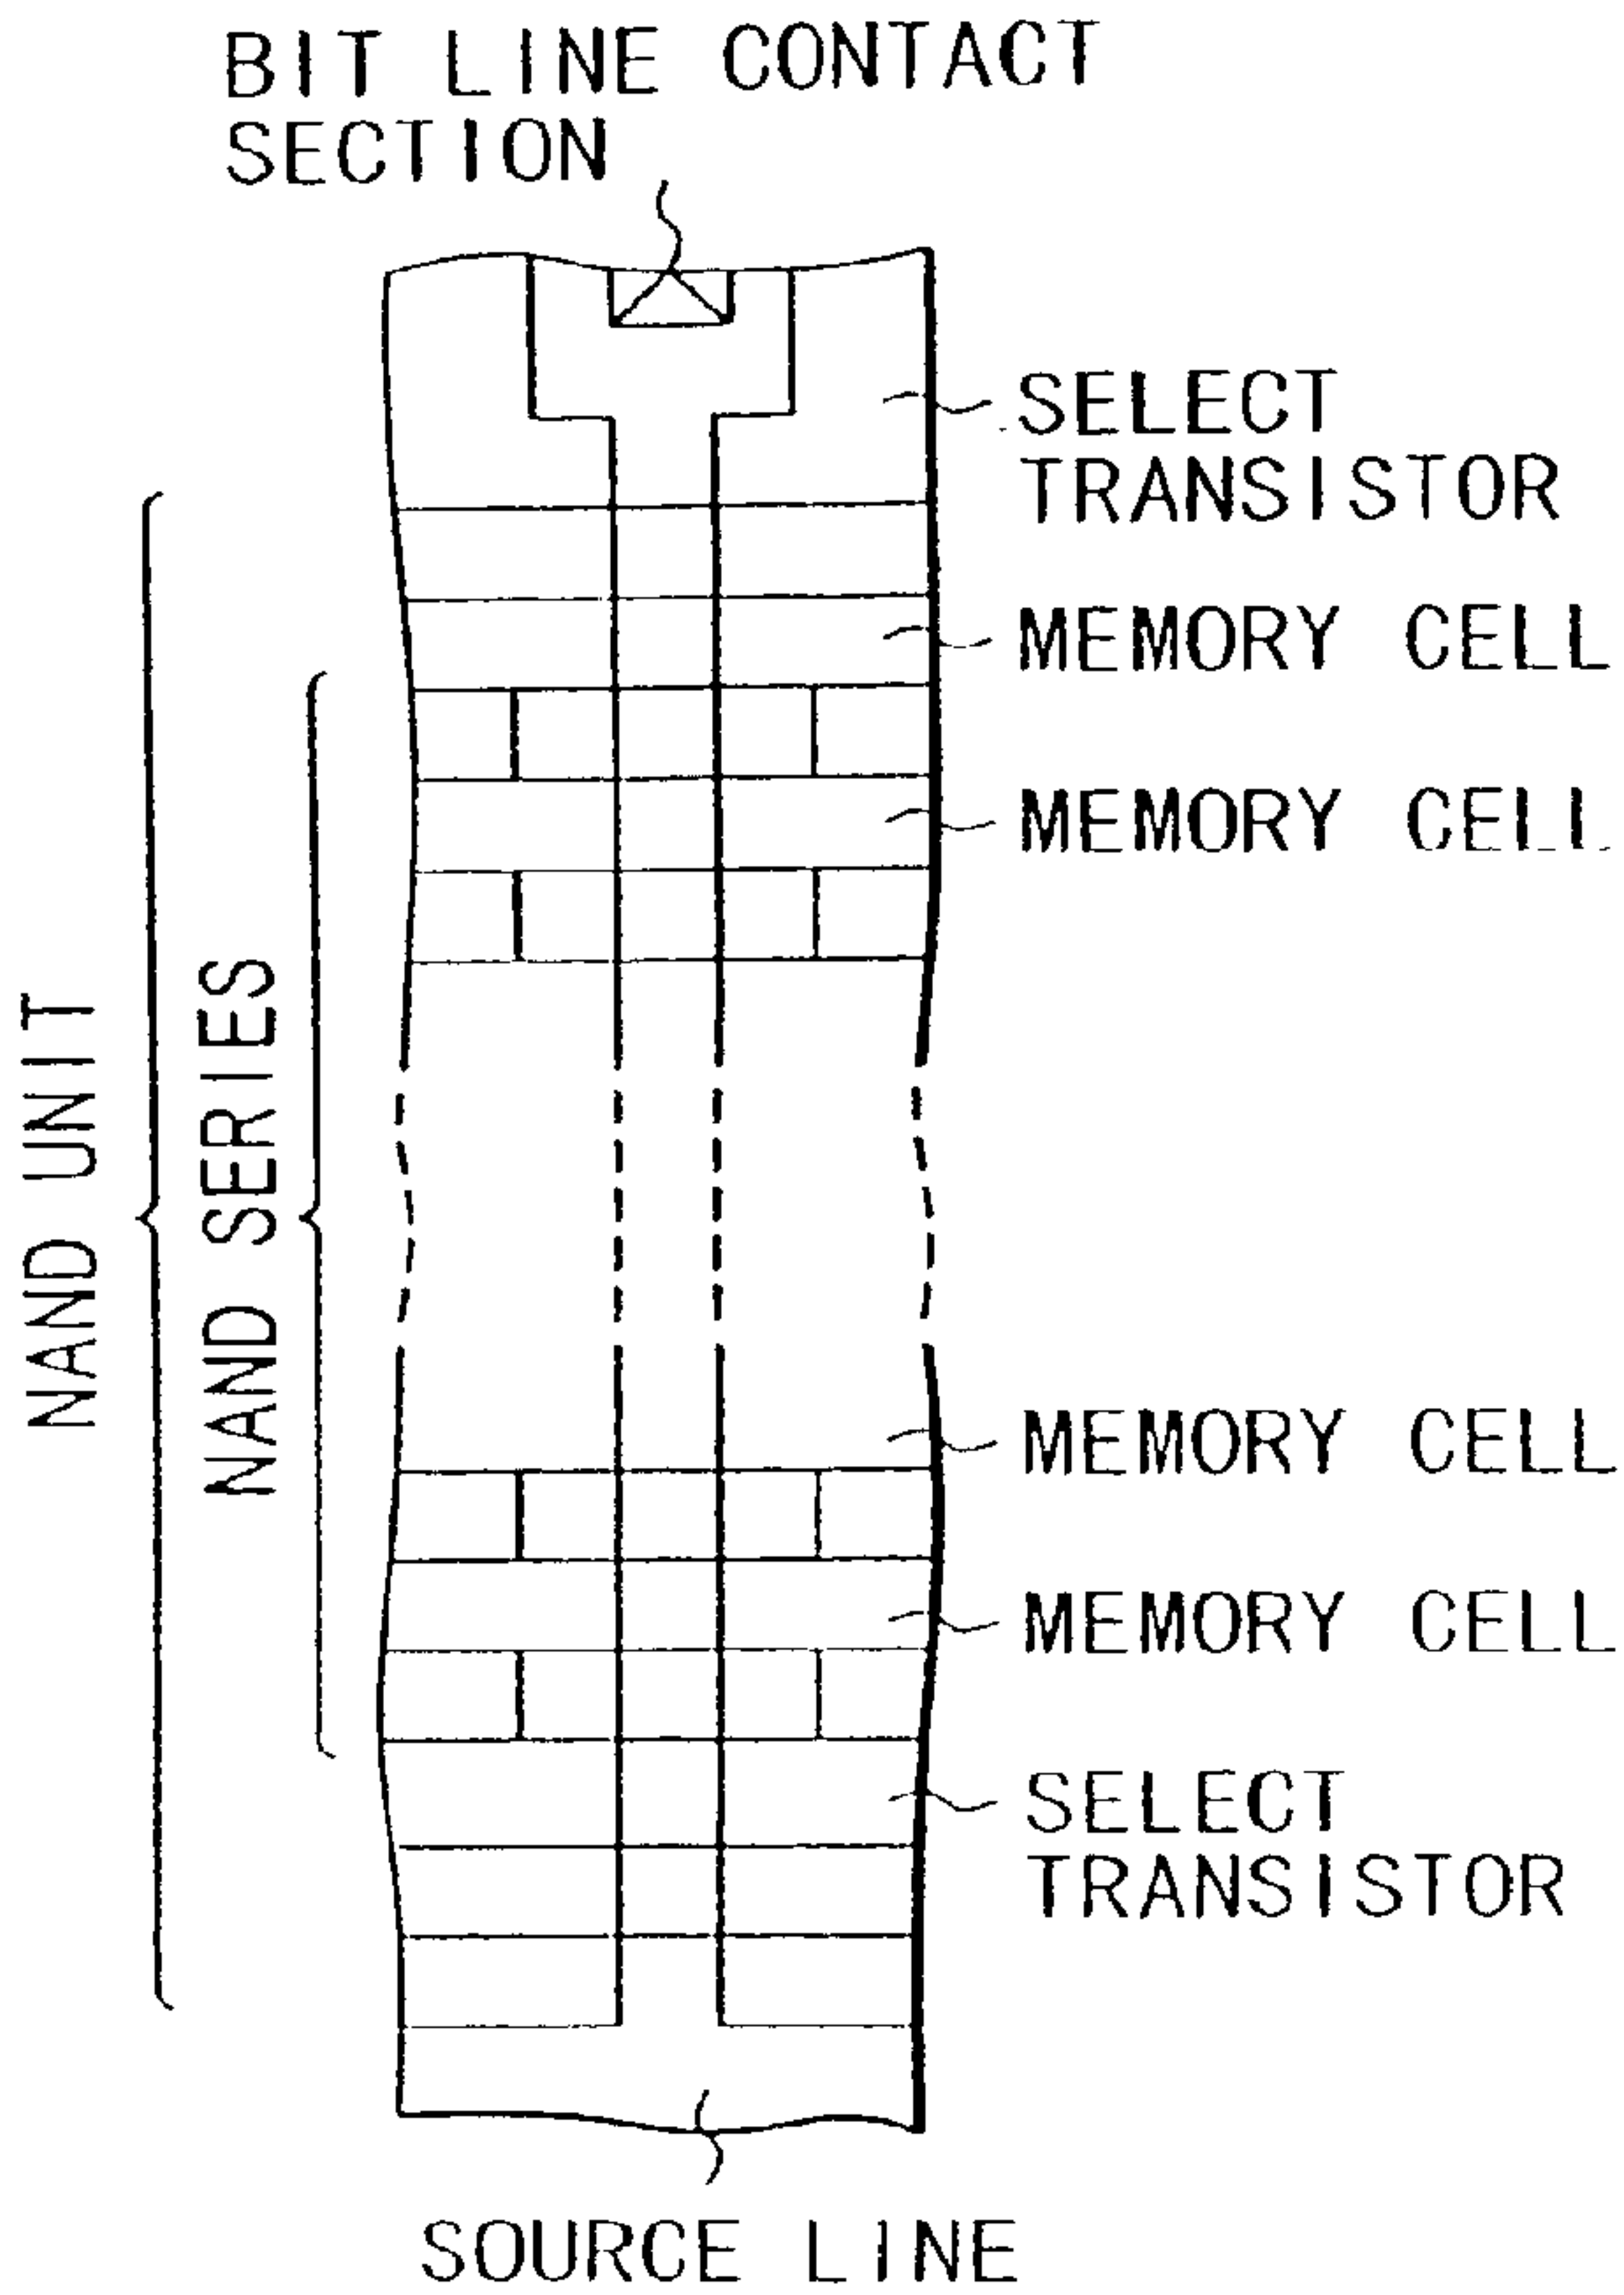 BIT LINE CONTACT
SECTION
SELECT
TRANSISTOR
MEMORY CELL
MEMORY CELL
NAND UNIT
NAND SERIES
MEMORY CELL
MEMORY CELL
SELECT
TRANSISTOR
SOURCE LINE